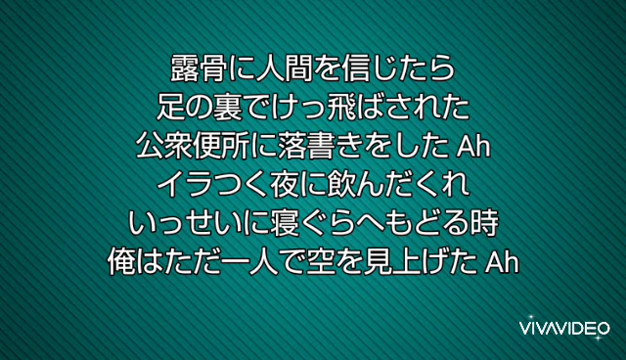 露骨に人間を信じたら
足の裏でけっ飛ばされた
公衆便所に落書きをした Ah
イラつく夜に飲んだくれ
いっせいに寝ぐらへもどる時
俺はただ一人で空を見上げた Ah
VIVAVIDEO